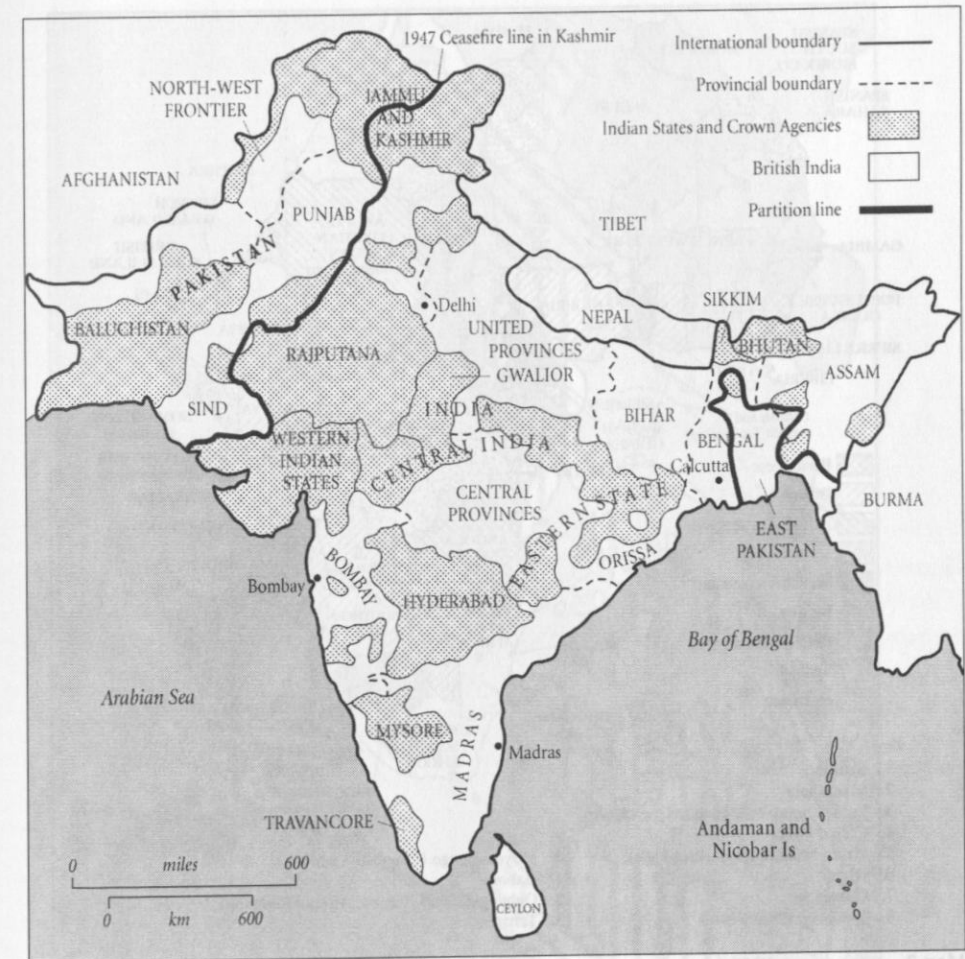 1947 Ceasefire line in Kashmir
International boundary
Provincial boundary
Indian States and Crown Agencies
British India
Partition line
NORTH-WEST
FRONTIER
JAMMU
AND
KASHMIR
AFGHANISTAN
PUNJAB
PAKISTAN
TIBET
BALUCHISTAN
Delhi
SIKKIM
NEPAL
BHUTAN
UNITED
PROVINCES
RAJPUTANA
GWALIOR
ASSAM
SIND
INDIA
BIHAR
WESTERN
INDIAN
STATES
CENTRAL INDIA
BENGAL
Calcutta
CENTRAL
PROVINCES
EASTERN STATE
BURMA
EAST
PAKISTAN
ORISSA
BOMBAY
Bombay
HYDERABAD
Bay of Bengal
Arabian Sea
MYSORE
MADRAS
Madras
TRAVANCORE
Andaman and
Nicobar Is
0 miles 600
0 km 600
CEYLON